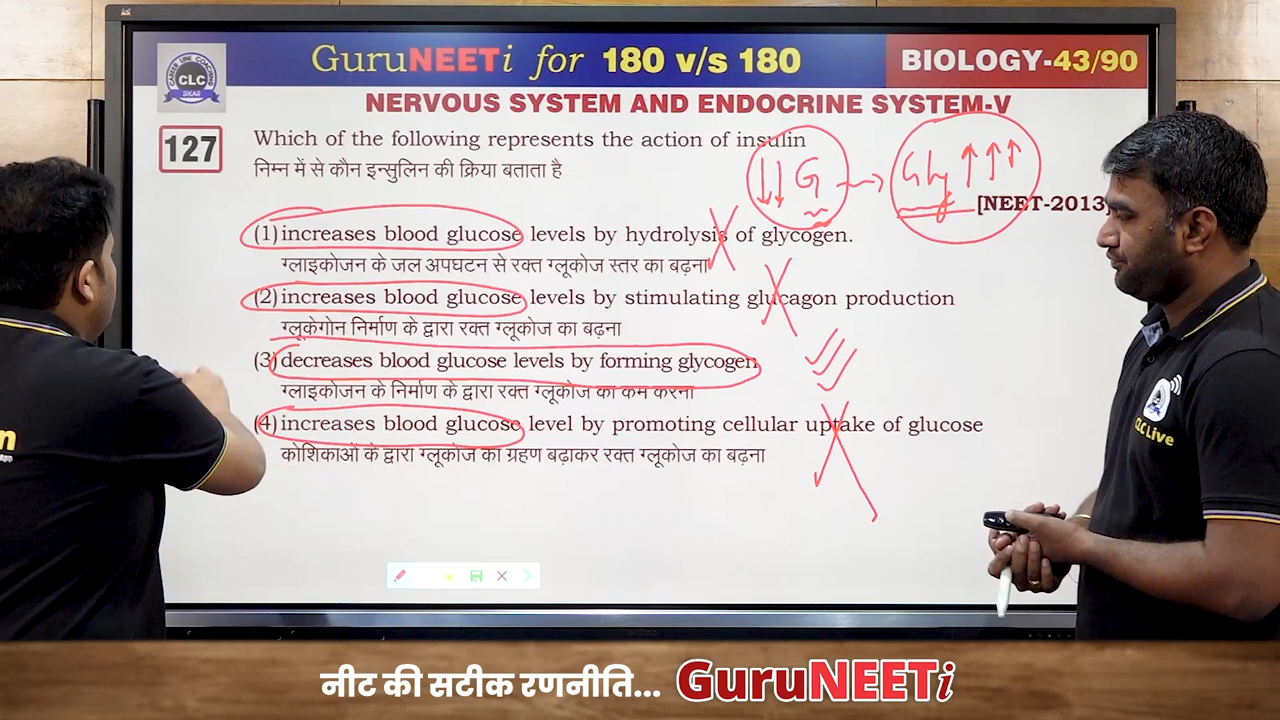 GuruNEETi for 180 v/s 180
BIOLOGY-43/90
CAREER LINE COACHING
CLC
SIKAR
NERVOUS SYSTEM AND ENDOCRINE SYSTEM-V
127
Which of the following represents the action of insulin
निम्न में से कौन इन्सुलिन की क्रिया बताता है
↓↓ G → Gly ↑↑↑
[NEET-2013]
(1) increases blood glucose levels by hydrolysis of glycogen.
ग्लाइकोजन के जल अपघटन से रक्त ग्लूकोज स्तर का बढ़ना
(2) increases blood glucose levels by stimulating glucagon production
ग्लूकेगोन निर्माण के द्वारा रक्त ग्लूकोज का बढ़ना
(3) decreases blood glucose levels by forming glycogen
ग्लाइकोजन के निर्माण के द्वारा रक्त ग्लूकोज का कम करना
(4) increases blood glucose level by promoting cellular uptake of glucose
कोशिकाओं के द्वारा ग्लूकोज का ग्रहण बढ़ाकर रक्त ग्लूकोज का बढ़ना
CLC Live
नीट की सटीक रणनीति... GuruNEETi